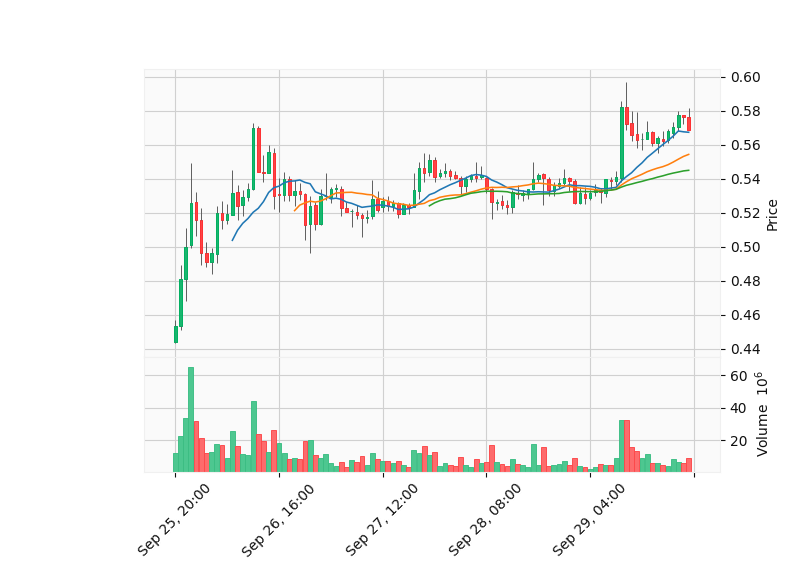 0.60
0.58
0.56
0.54
0.52
0.50
0.48
0.46
0.44
Price
60
40
20
Volume 10^6
Sep 25, 20:00
Sep 26, 16:00
Sep 27, 12:00
Sep 28, 08:00
Sep 29, 04:00